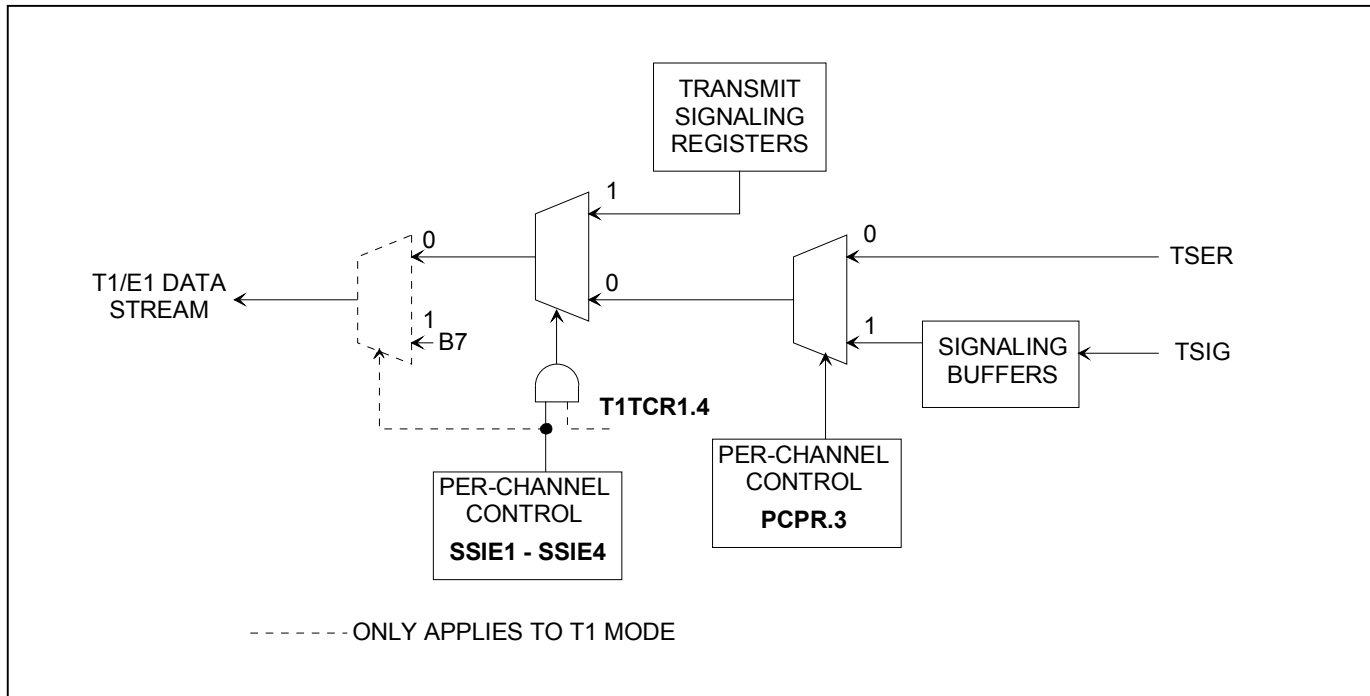 TRANSMIT
SIGNALING
REGISTERS
1
0
0
TSER
T1/E1 DATA
STREAM
0
1
B7
1
SIGNALING
BUFFERS
TSIG
T1TCR1.4
PER-CHANNEL
CONTROL
SSIE1 - SSIE4
PER-CHANNEL
CONTROL
PCPR.3
ONLY APPLIES TO T1 MODE